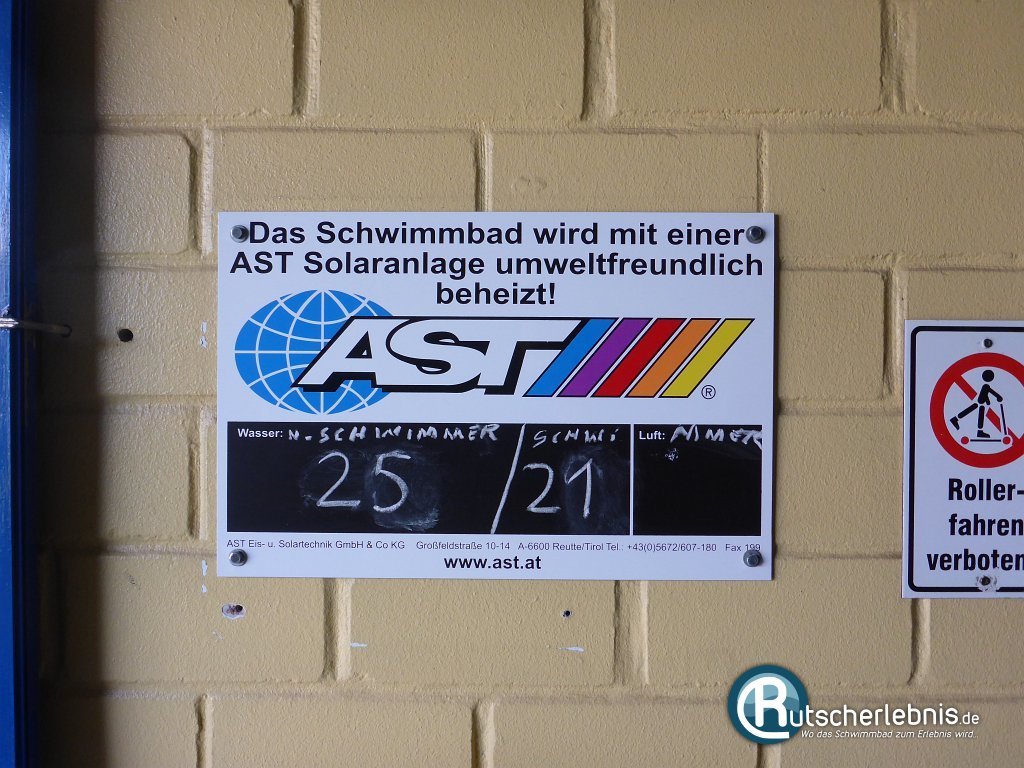 Das Schwimmbad wird mit einer
AST Solaranlage umweltfreundlich
beheizt!
AST ®
Wasser: N.SCHWIMMER / SCHWI Luft: MMER
25 / 21
AST Eis- u. Solartechnik GmbH & Co KG Großfeldstraße 10-14 A-6600 Reutte/Tirol Tel.: +43(0)5672/607-180 Fax 199
www.ast.at
Roller-
fahren
verboten
Rutscherlebnis.de
Wo das Schwimmbad zum Erlebnis wird...